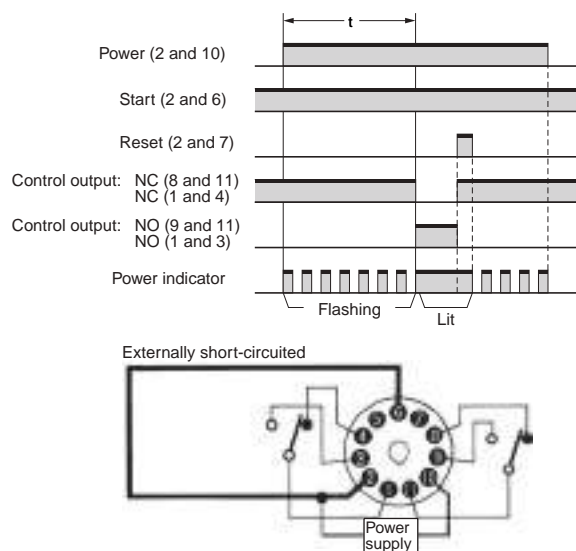 t
Power (2 and 10)
Start (2 and 6)
Reset (2 and 7)
Control output: NC (8 and 11)
NC (1 and 4)
Control output: NO (9 and 11)
NO (1 and 3)
Power indicator
Flashing
Lit
Externally short-circuited
Power
supply